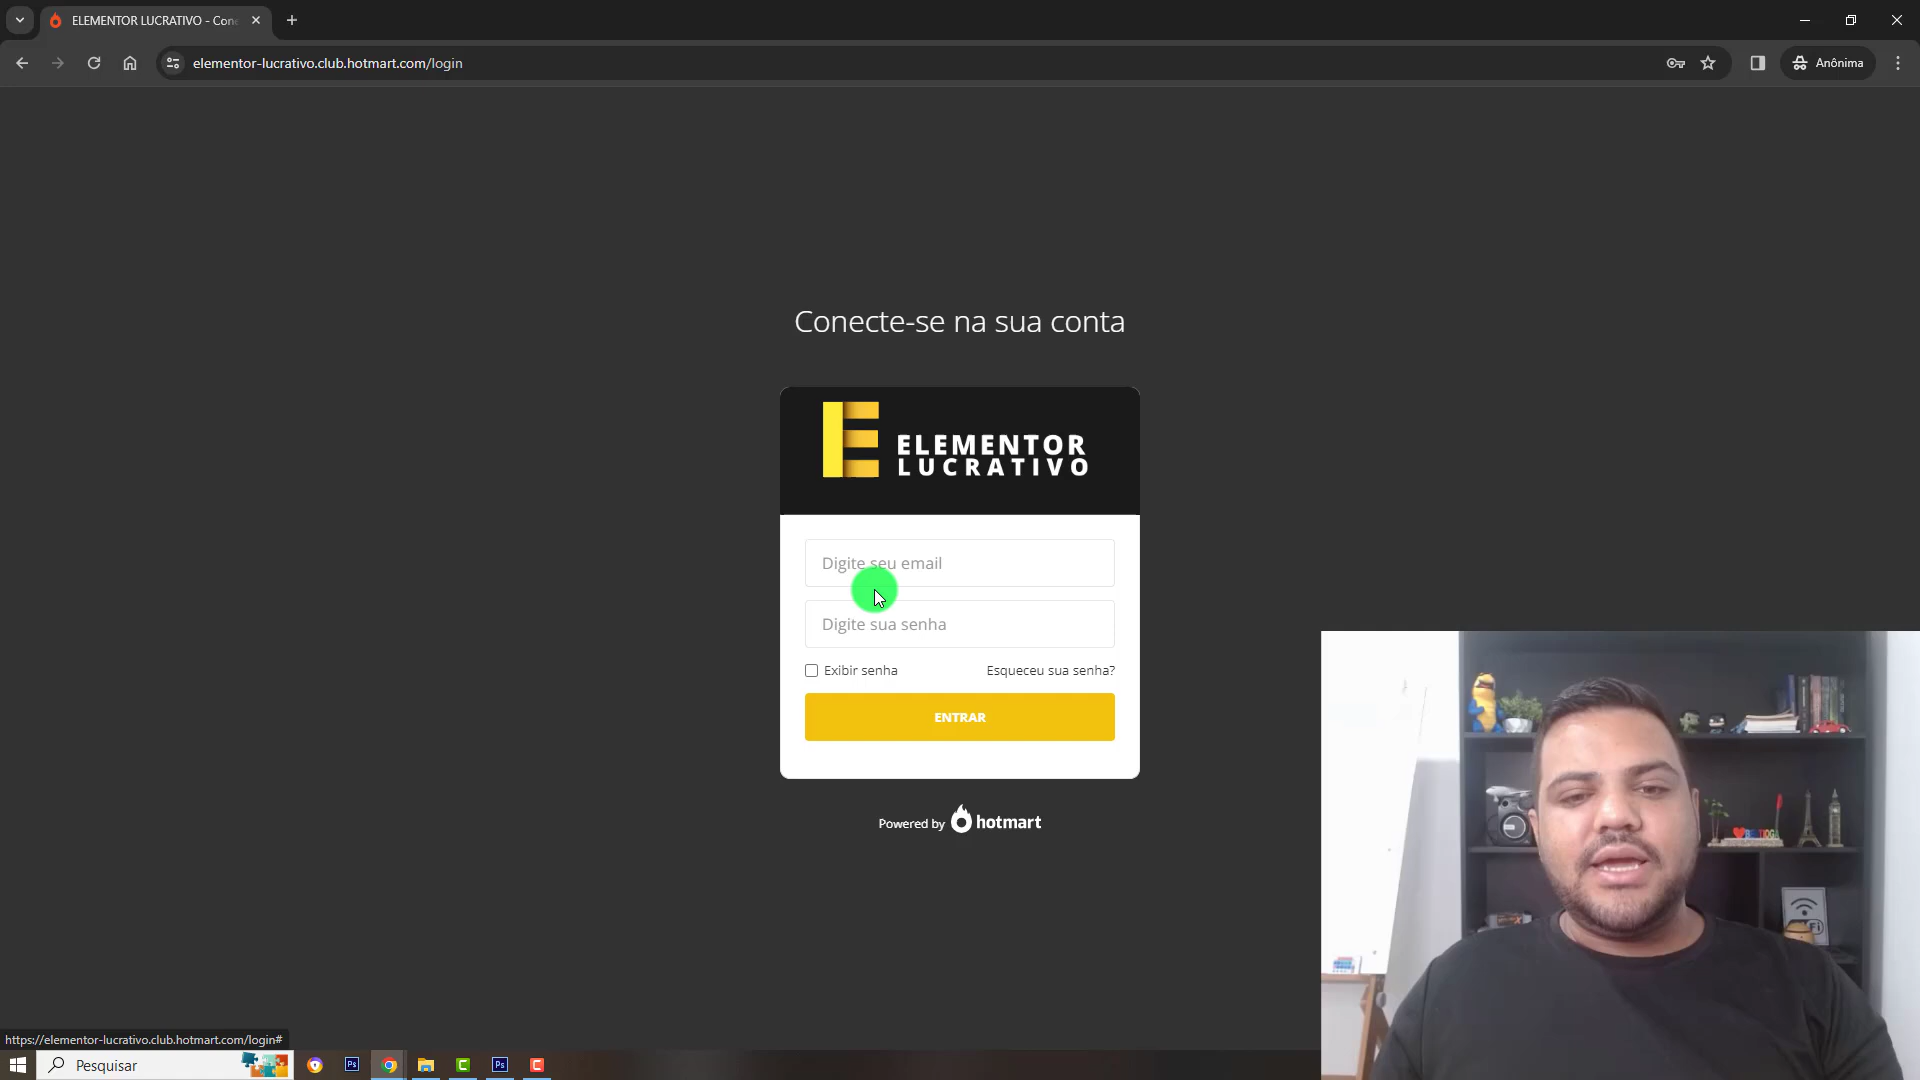 ELEMENTOR LUCRATIVO - Con
elementor-lucrativo.club.hotmart.com/login
Anônima
Conecte-se na sua conta
ELEMENTOR
LUCRATIVO
Digite seu email
Digite sua senha
Exibir senha
Esqueceu sua senha?
ENTRAR
Powered by hotmart
https://elementor-lucrativo.club.hotmart.com/login#
Pesquisar
Ps
C
Ps
C